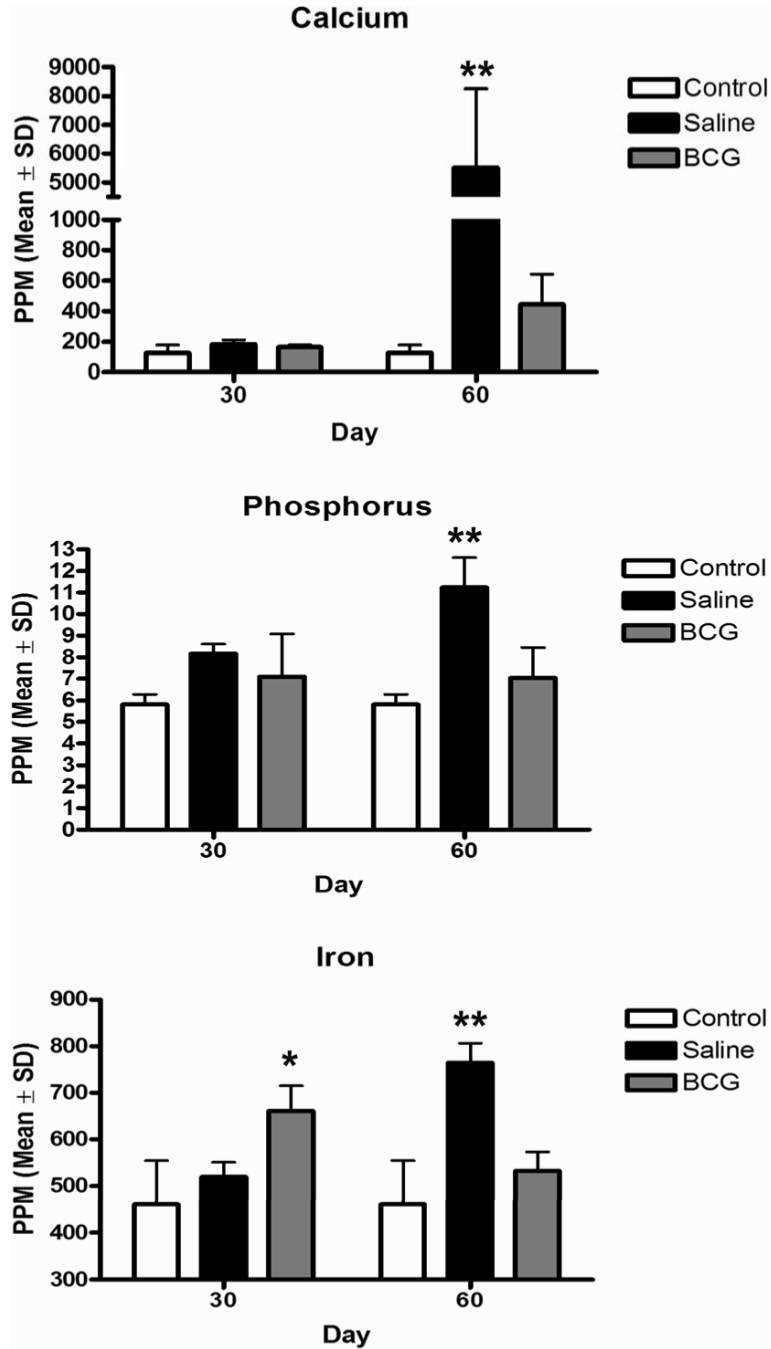 Calcium
PPM (Mean ± SD)
9000
8000
7000
6000
5000
1000
800
600
400
200
0
**
Control
Saline
BCG
30
60
Day
Phosphorus
PPM (Mean ± SD)
13
12
11
10
9
8
7
6
5
4
3
2
1
0
**
Control
Saline
BCG
30
60
Day
Iron
PPM (Mean ± SD)
900
800
700
600
500
400
300
*
**
Control
Saline
BCG
30
60
Day